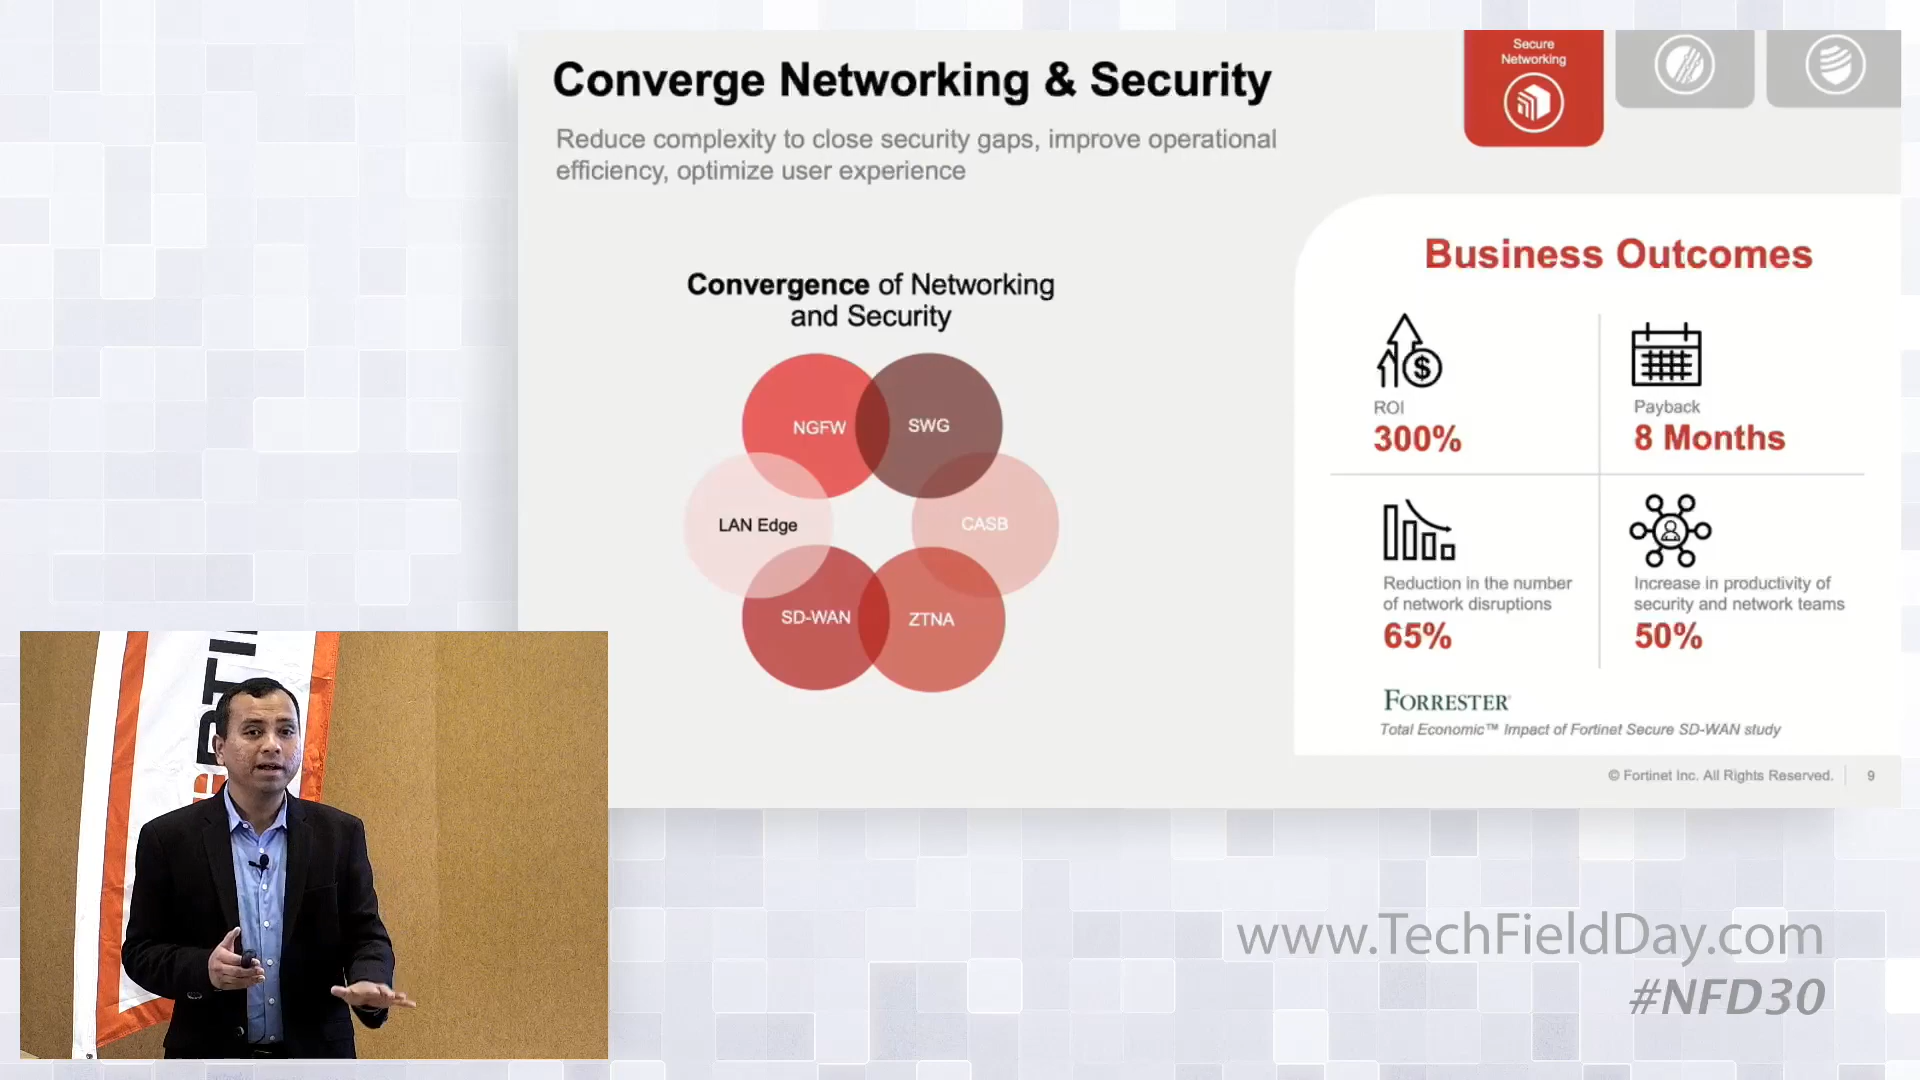 Converge Networking & Security
Reduce complexity to close security gaps, improve operational
efficiency, optimize user experience
Secure
Networking
Convergence of Networking
and Security
NGFW
SWG
LAN Edge
CASB
SD-WAN
ZTNA
Business Outcomes
ROI
300%
Payback
8 Months
Reduction in the number
of network disruptions
65%
Increase in productivity of
security and network teams
50%
FORRESTER®
Total Economic™ Impact of Fortinet Secure SD-WAN study
© Fortinet Inc. All Rights Reserved.
9
www.TechFieldDay.com
#NFD30